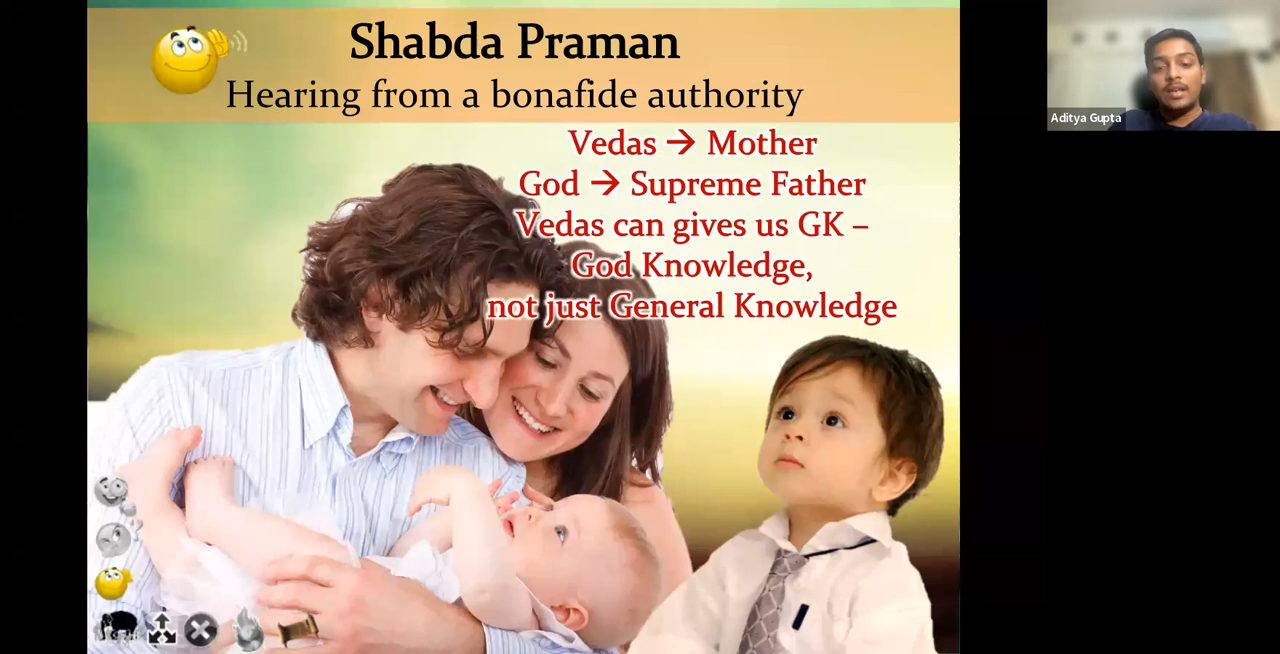 Shabda Praman
Hearing from a bonafide authority
Vedas → Mother
God → Supreme Father
Vedas can gives us GK –
God Knowledge,
not just General Knowledge
Aditya Gupta